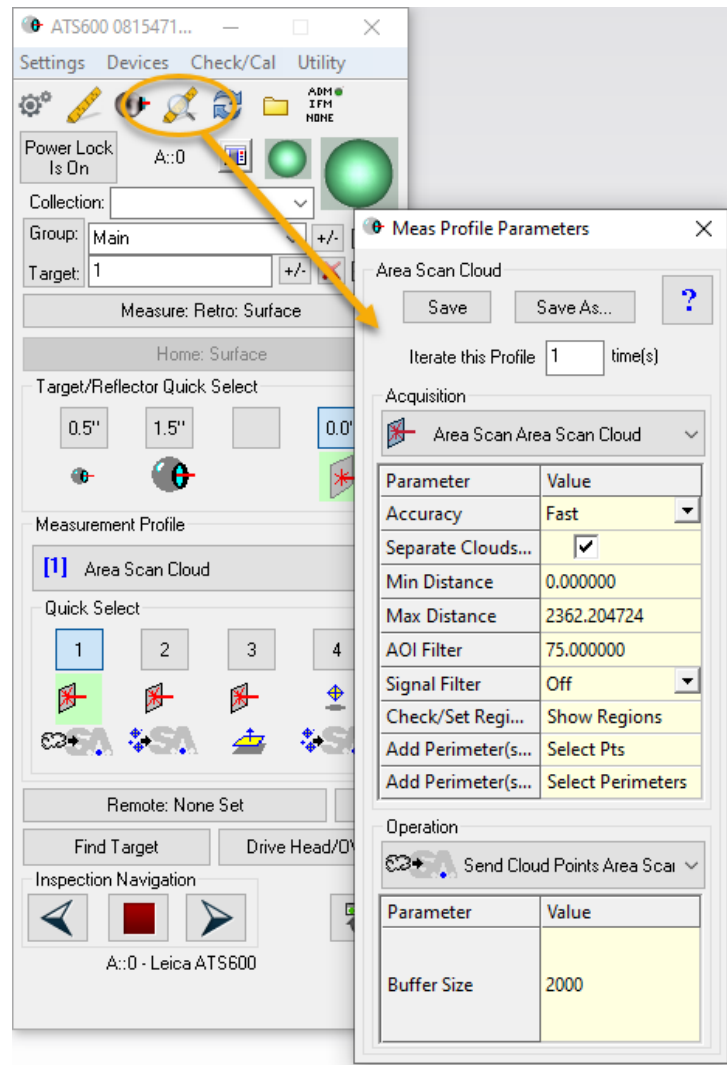 ATS600 0815471...
Settings Devices Check/Cal Utility
ADM
IFM
NONE
Power Lock
Is On
A::0
Collection:
Group: Main +/-
Target: 1 +/-
Measure: Retro: Surface
Home: Surface
Target/Reflector Quick Select
0.5" 1.5" 0.0"
Measurement Profile
[1] Area Scan Cloud
Quick Select
1 2 3 4
SA SA SA
Remote: None Set
Find Target Drive Head/OV
Inspection Navigation
A::0 - Leica ATS600
Meas Profile Parameters
Area Scan Cloud
Save Save As... ?
Iterate this Profile 1 time(s)
Acquisition
Area Scan Area Scan Cloud
Parameter Value
Accuracy Fast
Separate Clouds...
Min Distance 0.000000
Max Distance 2362.204724
AOI Filter 75.000000
Signal Filter Off
Check/Set Regi... Show Regions
Add Perimeter(s... Select Pts
Add Perimeter(s... Select Perimeters
Operation
SA Send Cloud Points Area Scar
Parameter Value
Buffer Size 2000